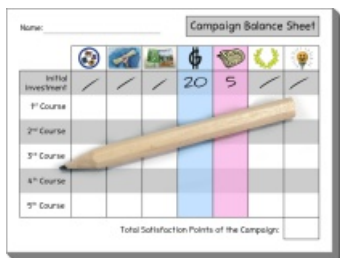 Name:
Campaign Balance Sheet
Initial
Investment / / / 20 5 / /
1st Course
2nd Course
3rd Course
4th Course
5th Course
Total Satisfaction Points of the Campaign: